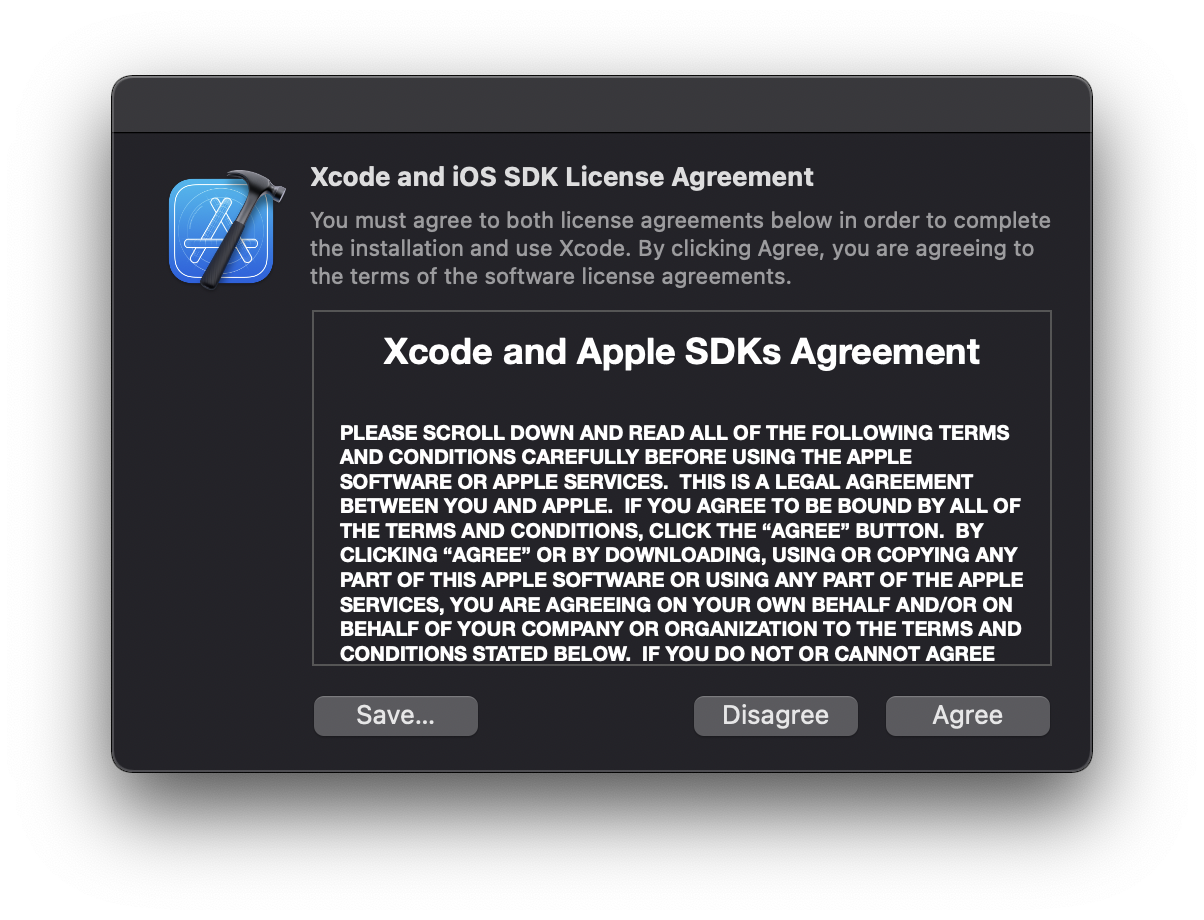 Xcode and iOS SDK License Agreement
You must agree to both license agreements below in order to complete
the installation and use Xcode. By clicking Agree, you are agreeing to
the terms of the software license agreements.
Xcode and Apple SDKs Agreement
PLEASE SCROLL DOWN AND READ ALL OF THE FOLLOWING TERMS
AND CONDITIONS CAREFULLY BEFORE USING THE APPLE
SOFTWARE OR APPLE SERVICES.  THIS IS A LEGAL AGREEMENT
BETWEEN YOU AND APPLE.  IF YOU AGREE TO BE BOUND BY ALL OF
THE TERMS AND CONDITIONS, CLICK THE “AGREE” BUTTON.  BY
CLICKING “AGREE” OR BY DOWNLOADING, USING OR COPYING ANY
PART OF THIS APPLE SOFTWARE OR USING ANY PART OF THE APPLE
SERVICES, YOU ARE AGREEING ON YOUR OWN BEHALF AND/OR ON
BEHALF OF YOUR COMPANY OR ORGANIZATION TO THE TERMS AND
CONDITIONS STATED BELOW.  IF YOU DO NOT OR CANNOT AGREE
Save... Disagree Agree